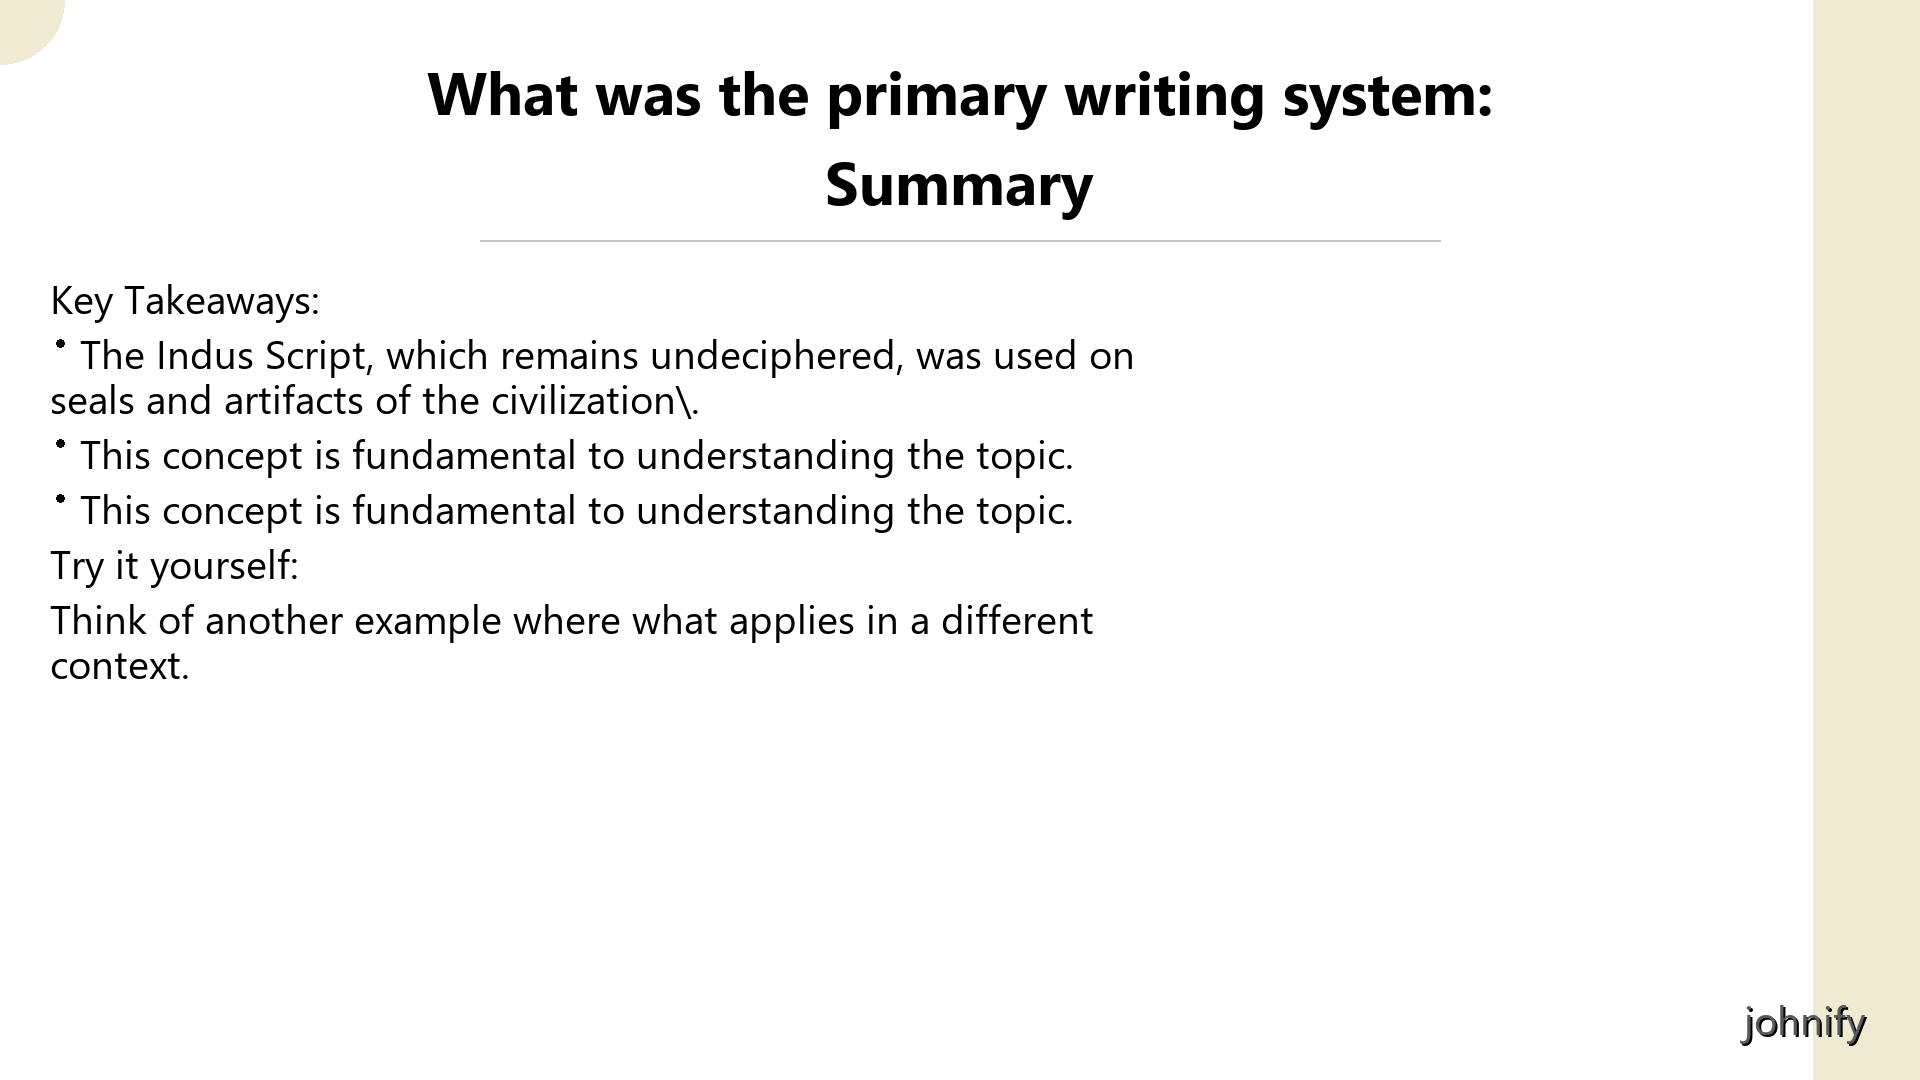 What was the primary writing system:
Summary
Key Takeaways:
• The Indus Script, which remains undeciphered, was used on
seals and artifacts of the civilization\.
• This concept is fundamental to understanding the topic.
• This concept is fundamental to understanding the topic.
Try it yourself:
Think of another example where what applies in a different
context.
johnify